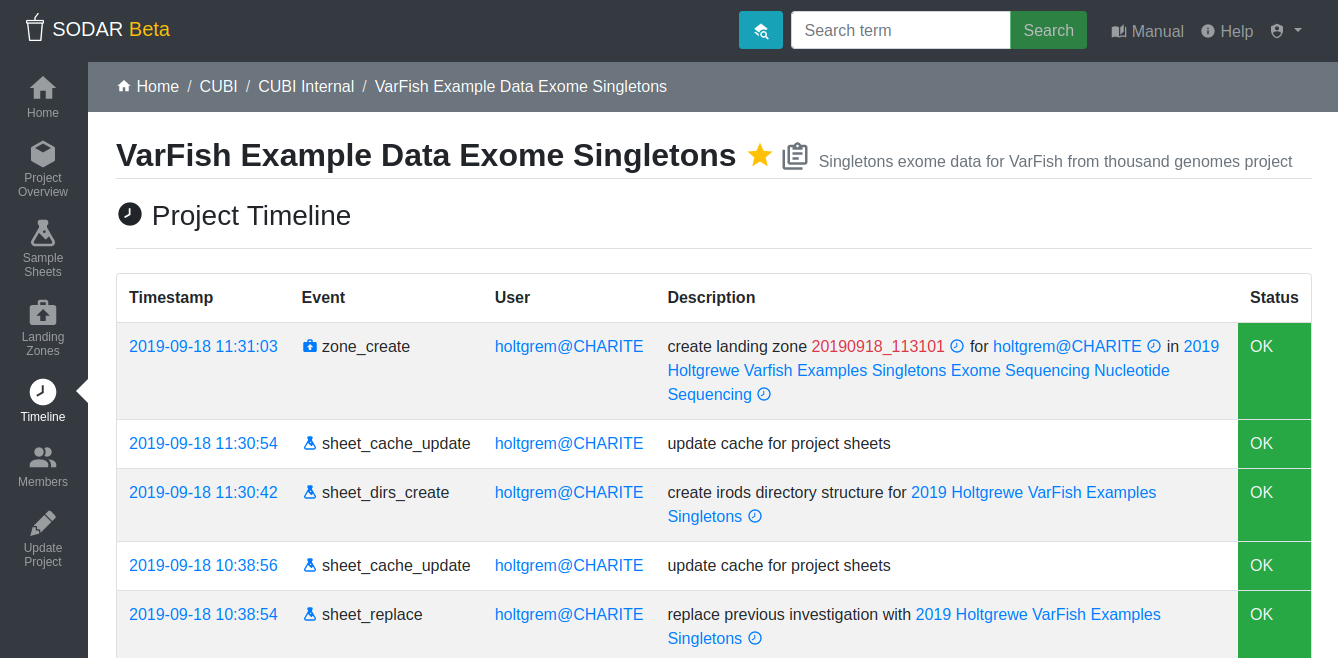 SODAR Beta
Search term
Search
Manual
Help
Home / CUBI / CUBI Internal / VarFish Example Data Exome Singletons
Home
Project
Overview
Sample
Sheets
Landing
Zones
Timeline
Members
Update
Project
VarFish Example Data Exome Singletons Singletons exome data for VarFish from thousand genomes project
Project Timeline
Timestamp Event User Description Status
2019-09-18 11:31:03 zone_create holtgrem@CHARITE create landing zone 20190918_113101 for holtgrem@CHARITE in 2019 OK
Holtgrewe Varfish Examples Singletons Exome Sequencing Nucleotide
Sequencing
2019-09-18 11:30:54 sheet_cache_update holtgrem@CHARITE update cache for project sheets OK
2019-09-18 11:30:42 sheet_dirs_create holtgrem@CHARITE create irods directory structure for 2019 Holtgrewe VarFish Examples OK
Singletons
2019-09-18 10:38:56 sheet_cache_update holtgrem@CHARITE update cache for project sheets OK
2019-09-18 10:38:54 sheet_replace holtgrem@CHARITE replace previous investigation with 2019 Holtgrewe VarFish Examples OK
Singletons